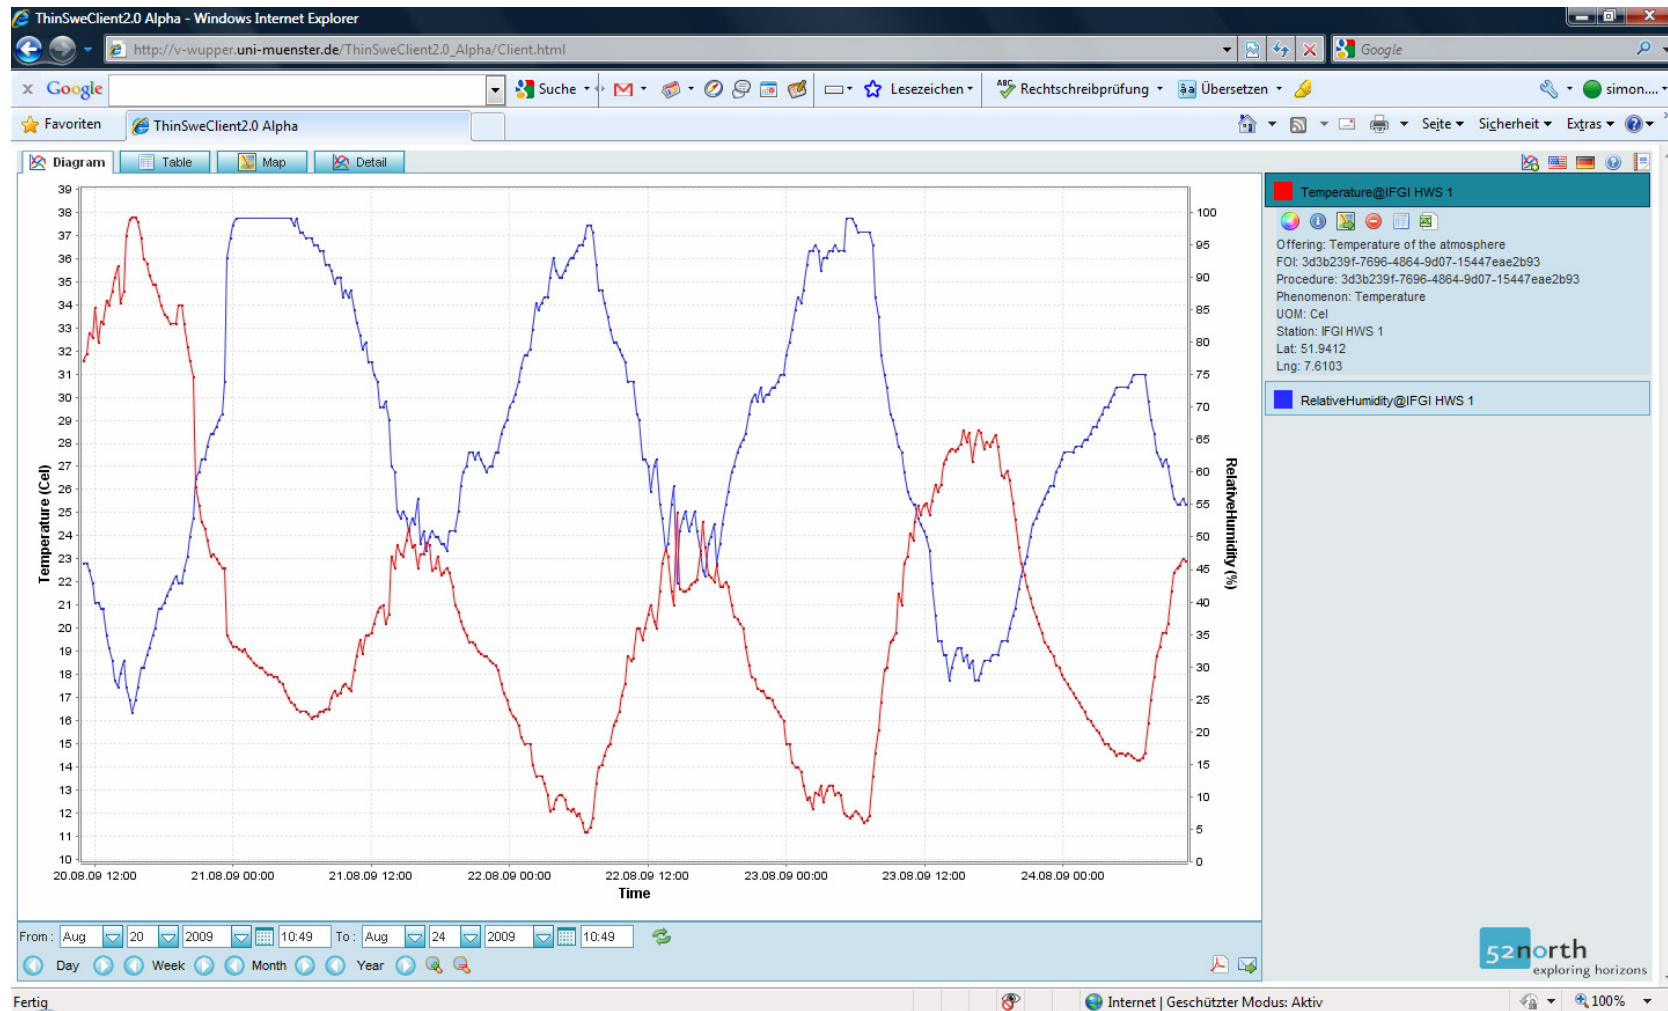 ThinSweClient2.0 Alpha - Windows Internet Explorer
http://v-wupper.uni-muenster.de/ThinSweClient2.0_Alpha/Client.html
Google
x Google
Suche
Lesezeichen
ABC Rechtschreibprüfung
Übersetzen
simon....
Favoriten
ThinSweClient2.0 Alpha
Seite
Sicherheit
Extras
Diagram
Table
Map
Detail
39
38
37
36
35
34
33
32
31
30
29
28
27
26
25
24
23
22
21
20
19
18
17
16
15
14
13
12
11
10
Temperature (Cel)
100
95
90
85
80
75
70
65
60
55
50
45
40
35
30
25
20
15
10
5
0
RelativeHumidity (%)
20.08.09 12:00
21.08.09 00:00
21.08.09 12:00
22.08.09 00:00
22.08.09 12:00
23.08.09 00:00
23.08.09 12:00
24.08.09 00:00
Time
Temperature@IFGI HWS 1
Offering: Temperature of the atmosphere
FOI: 3d3b239f-7696-4864-9d07-15447eae2b93
Procedure: 3d3b239f-7696-4864-9d07-15447eae2b93
Phenomenon: Temperature
UOM: Cel
Station: IFGI HWS 1
Lat: 51.9412
Lng: 7.6103
RelativeHumidity@IFGI HWS 1
From: Aug 20 2009 10:49 To: Aug 24 2009 10:49
Day Week Month Year
52north
exploring horizons
Fertig
Internet | Geschützter Modus: Aktiv
100%